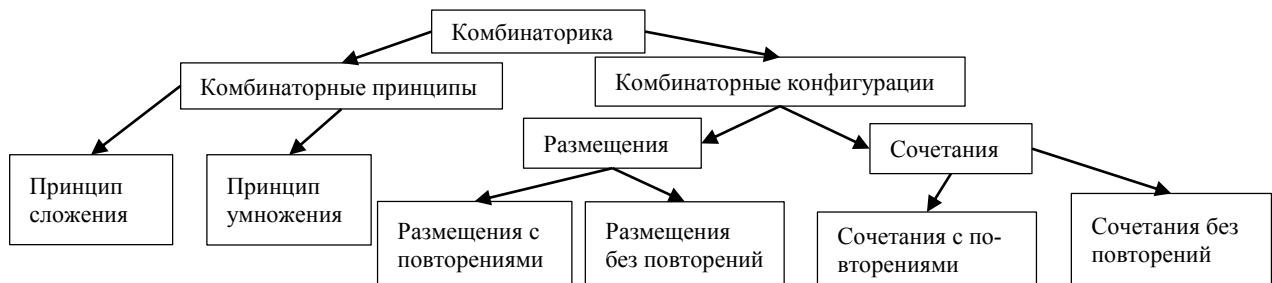 Комбинаторика
Комбинаторные принципы
Комбинаторные конфигурации
Размещения
Сочетания
Принцип
сложения
Принцип
умножения
Размещения с
повторениями
Размещения
без повторений
Сочетания с по-
вторениями
Сочетания без
повторений